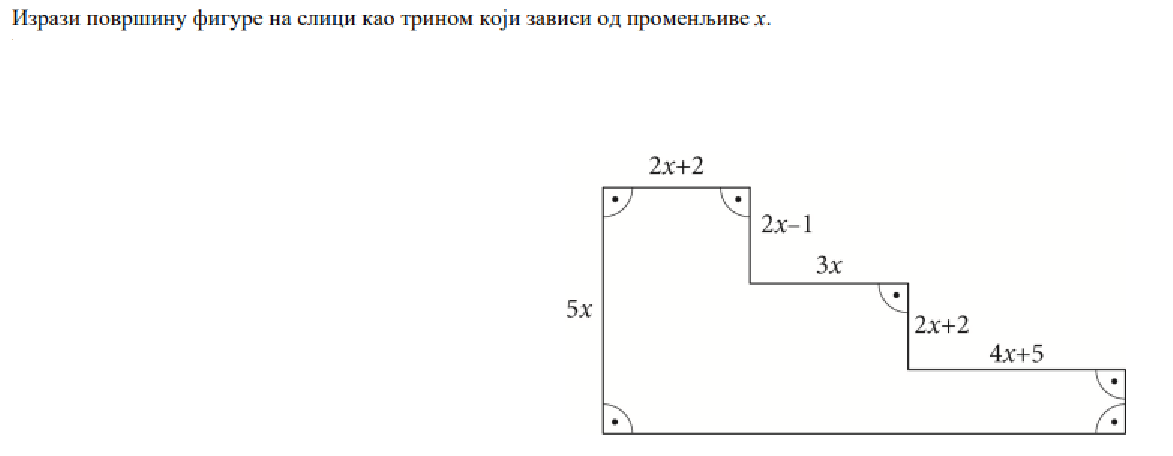 Изрази површину фигуре на слици као трином који зависи од променљиве x.
2x+2
2x–1
3x
5x
2x+2
4x+5